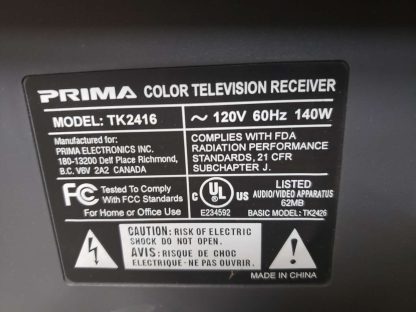 PRIMA COLOR TELEVISION RECEIVER
MODEL: TK2416
~ 120V 60Hz 140W
Manufactured for:
PRIMA ELECTRONICS INC.
180-13200 Delf Place Richmond,
B.C. V6V 2A2 CANADA
COMPLIES WITH FDA
RADIATION PERFORMANCE
STANDARDS, 21 CFR
SUBCHAPTER J.
FC Tested To Comply
With FCC Standards
For Home or Office Use
C UL US
E234592
LISTED
AUDIO/VIDEO APPARATUS
62MB
BASIC MODEL: TK2426
CAUTION: RISK OF ELECTRIC
SHOCK DO NOT OPEN.
AVIS: RISQUE DE CHOC
ELECTRIQUE-NE PAS OUVRIR.
MADE IN CHINA